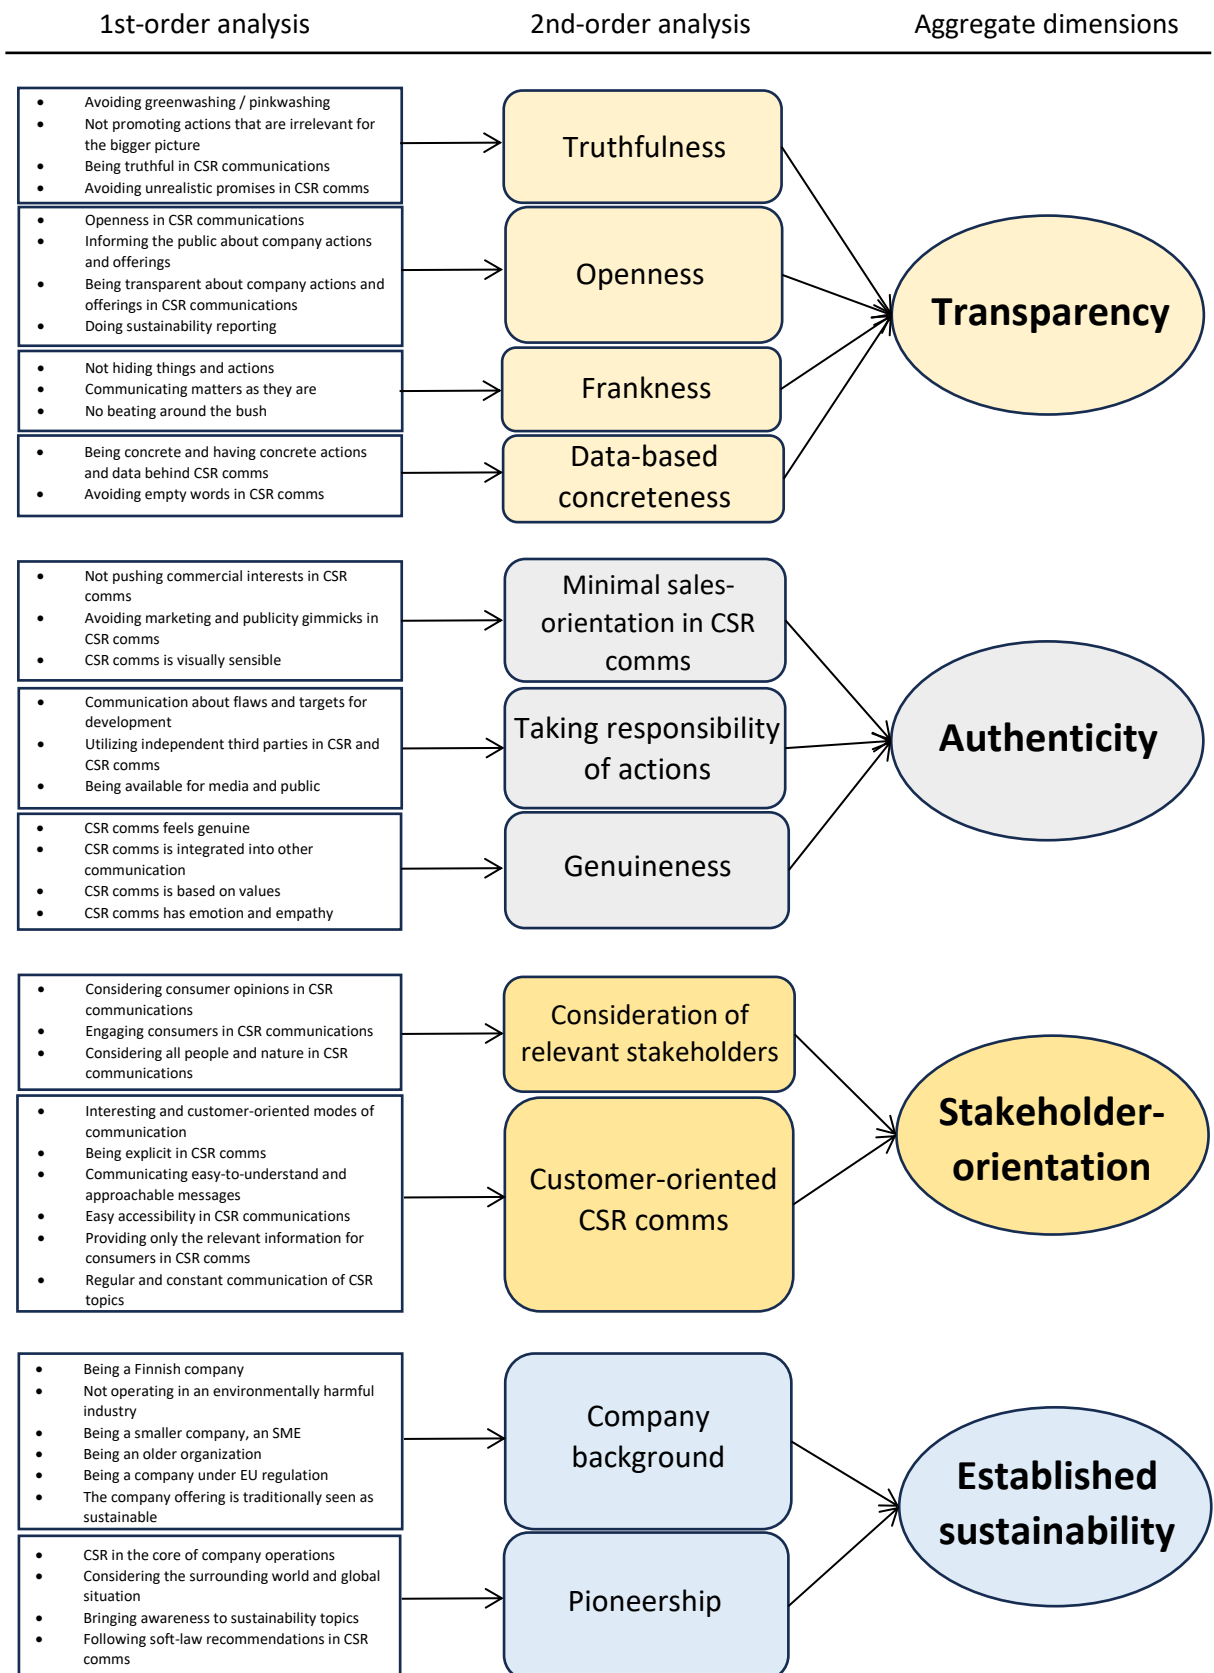 1st-order analysis
2nd-order analysis
Aggregate dimensions
• Avoiding greenwashing / pinkwashing
• Not promoting actions that are irrelevant for
the bigger picture
• Being truthful in CSR communications
• Avoiding unrealistic promises in CSR comms
Truthfulness
• Openness in CSR communications
• Informing the public about company actions
and offerings
• Being transparent about company actions and
offerings in CSR communications
• Doing sustainability reporting
Openness
• Not hiding things and actions
• Communicating matters as they are
• No beating around the bush
Frankness
• Being concrete and having concrete actions
and data behind CSR comms
• Avoiding empty words in CSR comms
Data-based
concreteness
Transparency
• Not pushing commercial interests in CSR
comms
• Avoiding marketing and publicity gimmicks in
CSR comms
• CSR comms is visually sensible
Minimal sales-
orientation in CSR
comms
• Communication about flaws and targets for
development
• Utilizing independent third parties in CSR and
CSR comms
• Being available for media and public
Taking responsibility
of actions
• CSR comms feels genuine
• CSR comms is integrated into other
communication
• CSR comms is based on values
• CSR comms has emotion and empathy
Genuineness
Authenticity
• Considering consumer opinions in CSR
communications
• Engaging consumers in CSR communications
• Considering all people and nature in CSR
communications
Consideration of
relevant stakeholders
• Interesting and customer-oriented modes of
communication
• Being explicit in CSR comms
• Communicating easy-to-understand and
approachable messages
• Easy accessibility in CSR communications
• Providing only the relevant information for
consumers in CSR comms
• Regular and constant communication of CSR
topics
Customer-oriented
CSR comms
Stakeholder-
orientation
• Being a Finnish company
• Not operating in an environmentally harmful
industry
• Being a smaller company, an SME
• Being an older organization
• Being a company under EU regulation
• The company offering is traditionally seen as
sustainable
Company
background
• CSR in the core of company operations
• Considering the surrounding world and global
situation
• Bringing awareness to sustainability topics
• Following soft-law recommendations in CSR
comms
Pioneership
Established
sustainability